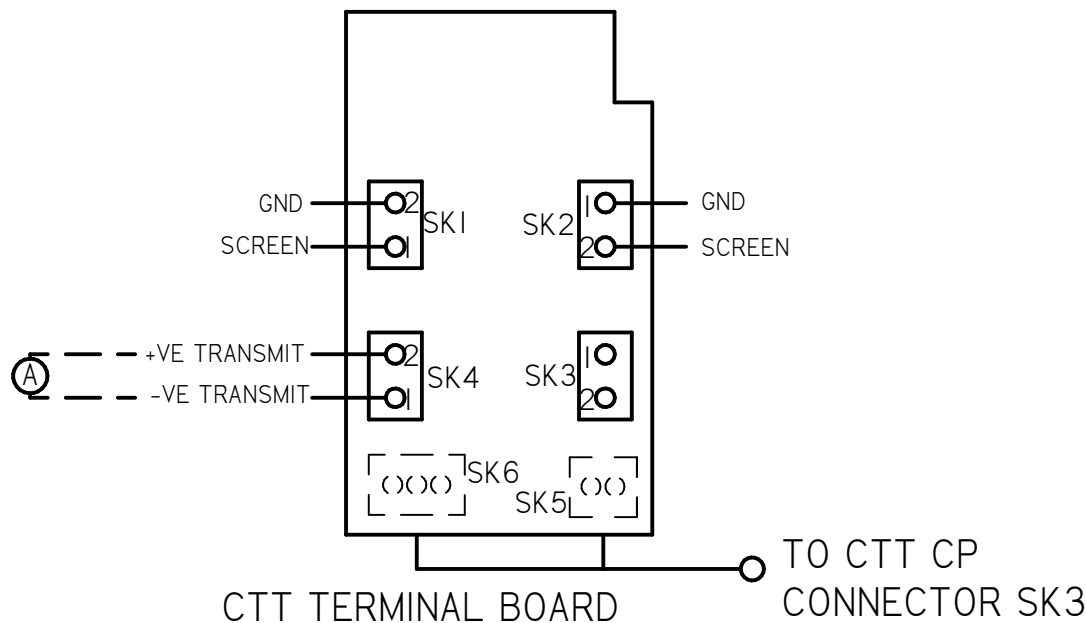 GND
2
SK1
1
GND
SK2
SCREEN
1
2
SCREEN
+VE TRANSMIT
2
1
A
SK4
SK3
-VE TRANSMIT
1
2
SK6
SK5
TO CTT CP
CONNECTOR SK3
CTT TERMINAL BOARD